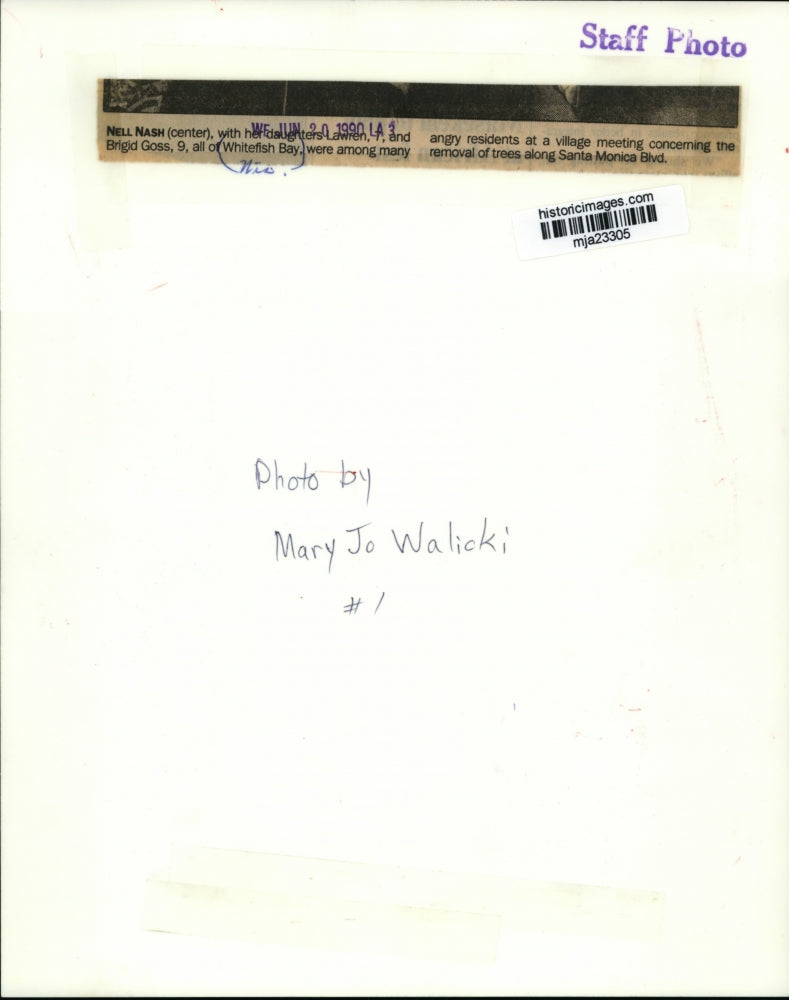 Staff Photo
WE JUN 20 1990 LA 3
NELL NASH (center), with her daughters Lawren, 7, and
Brigid Goss, 9, all of Whitefish Bay, were among many
angry residents at a village meeting concerning the
removal of trees along Santa Monica Blvd.
Wis.
historicimages.com
mja23305
Photo by
Mary Jo Walicki
# 1